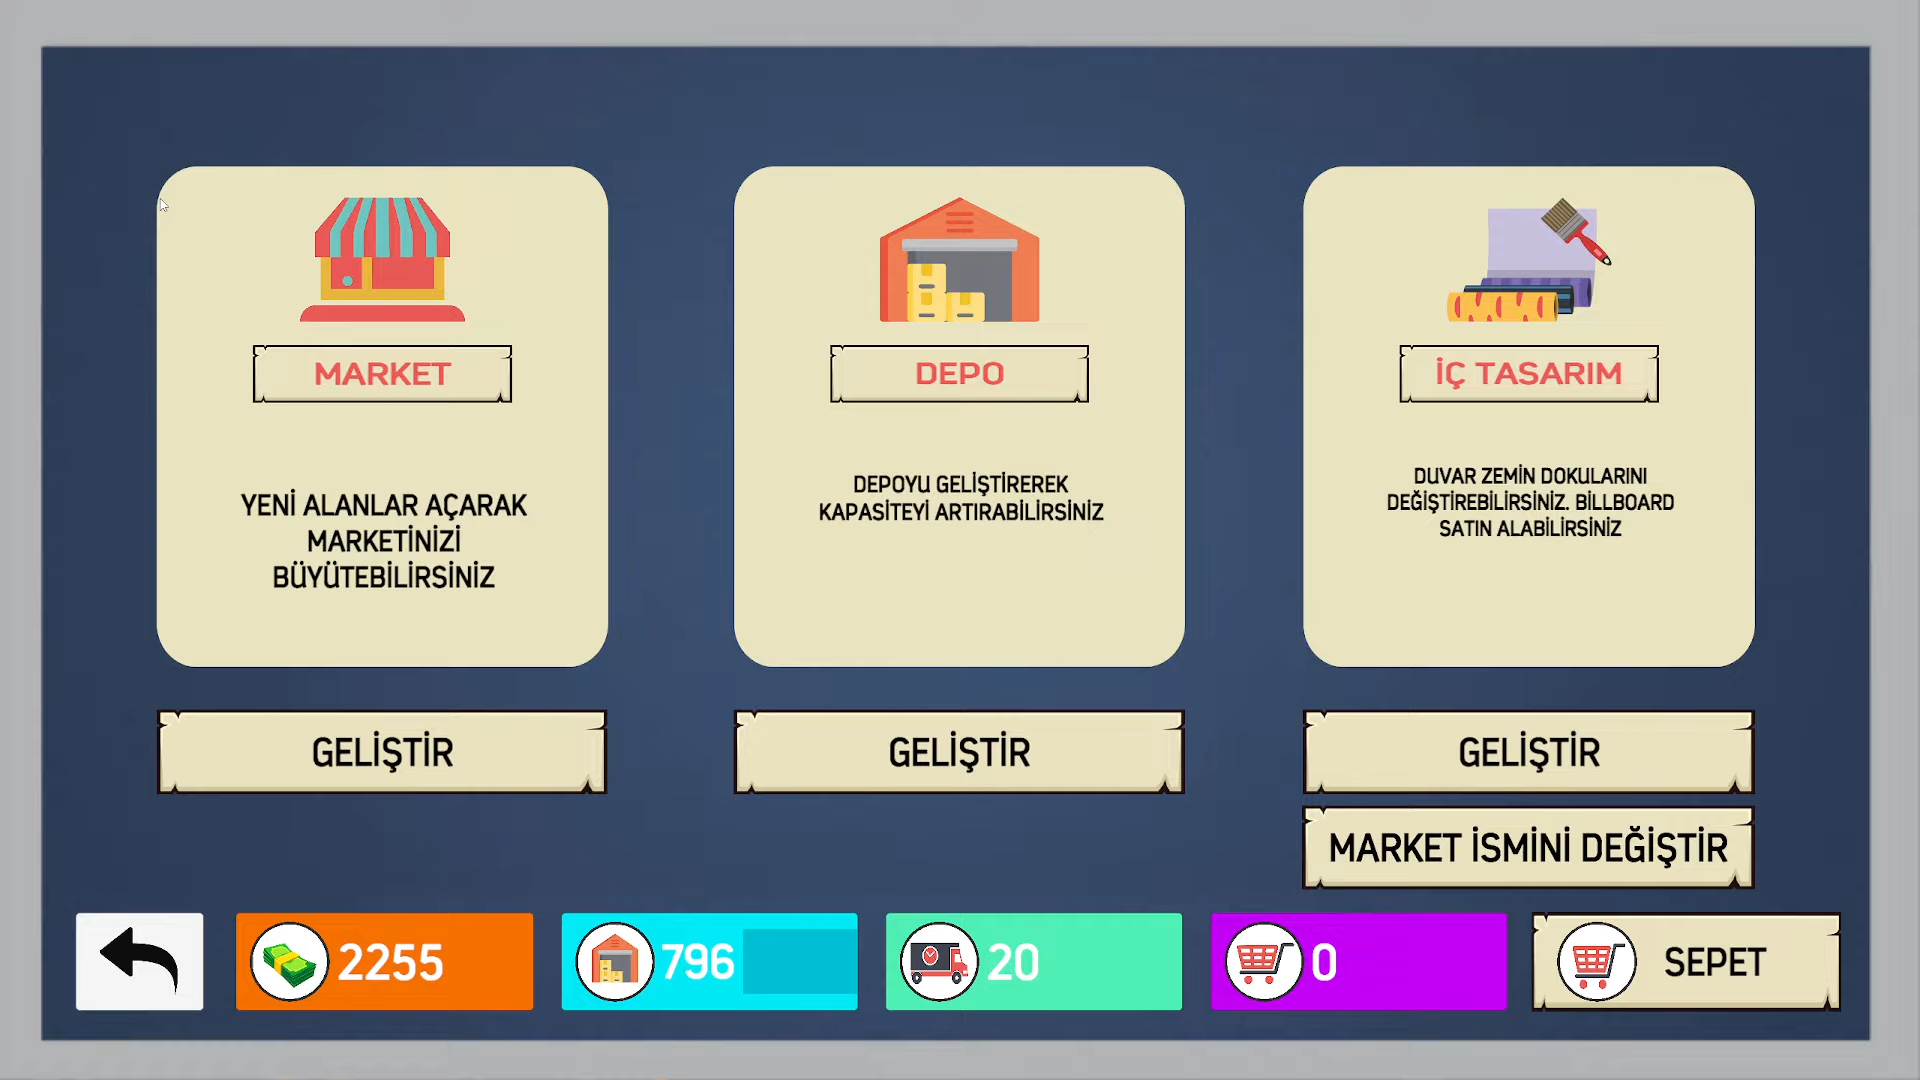 MARKET
YENİ ALANLAR AÇARAK
MARKETİNİZİ
BÜYÜTEBİLİRSİNİZ
GELİŞTİR
DEPO
DEPOYU GELİŞTİREREK
KAPASİTEYİ ARTIRABİLİRSİNİZ
GELİŞTİR
İÇ TASARIM
DUVAR ZEMİN DOKULARINI
DEĞİŞTİREBİLİRSİNİZ. BILLBOARD
SATIN ALABİLİRSİNİZ
GELİŞTİR
MARKET İSMİNİ DEĞİŞTİR
2255
796
20
0
SEPET